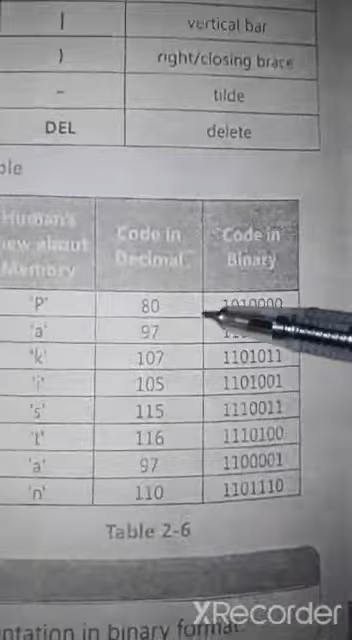 | vertical bar
} right/closing brace
~ tilde
DEL delete
ble
Human's view about Memory Code in Decimal Code in Binary
'P' 80 1010000
'a' 97
'k' 107 1101011
'i' 105 1101001
's' 115 1110011
't' 116 1110100
'a' 97 1100001
'n' 110 1101110
Table 2-6
ntation in binary format.
XRecorder